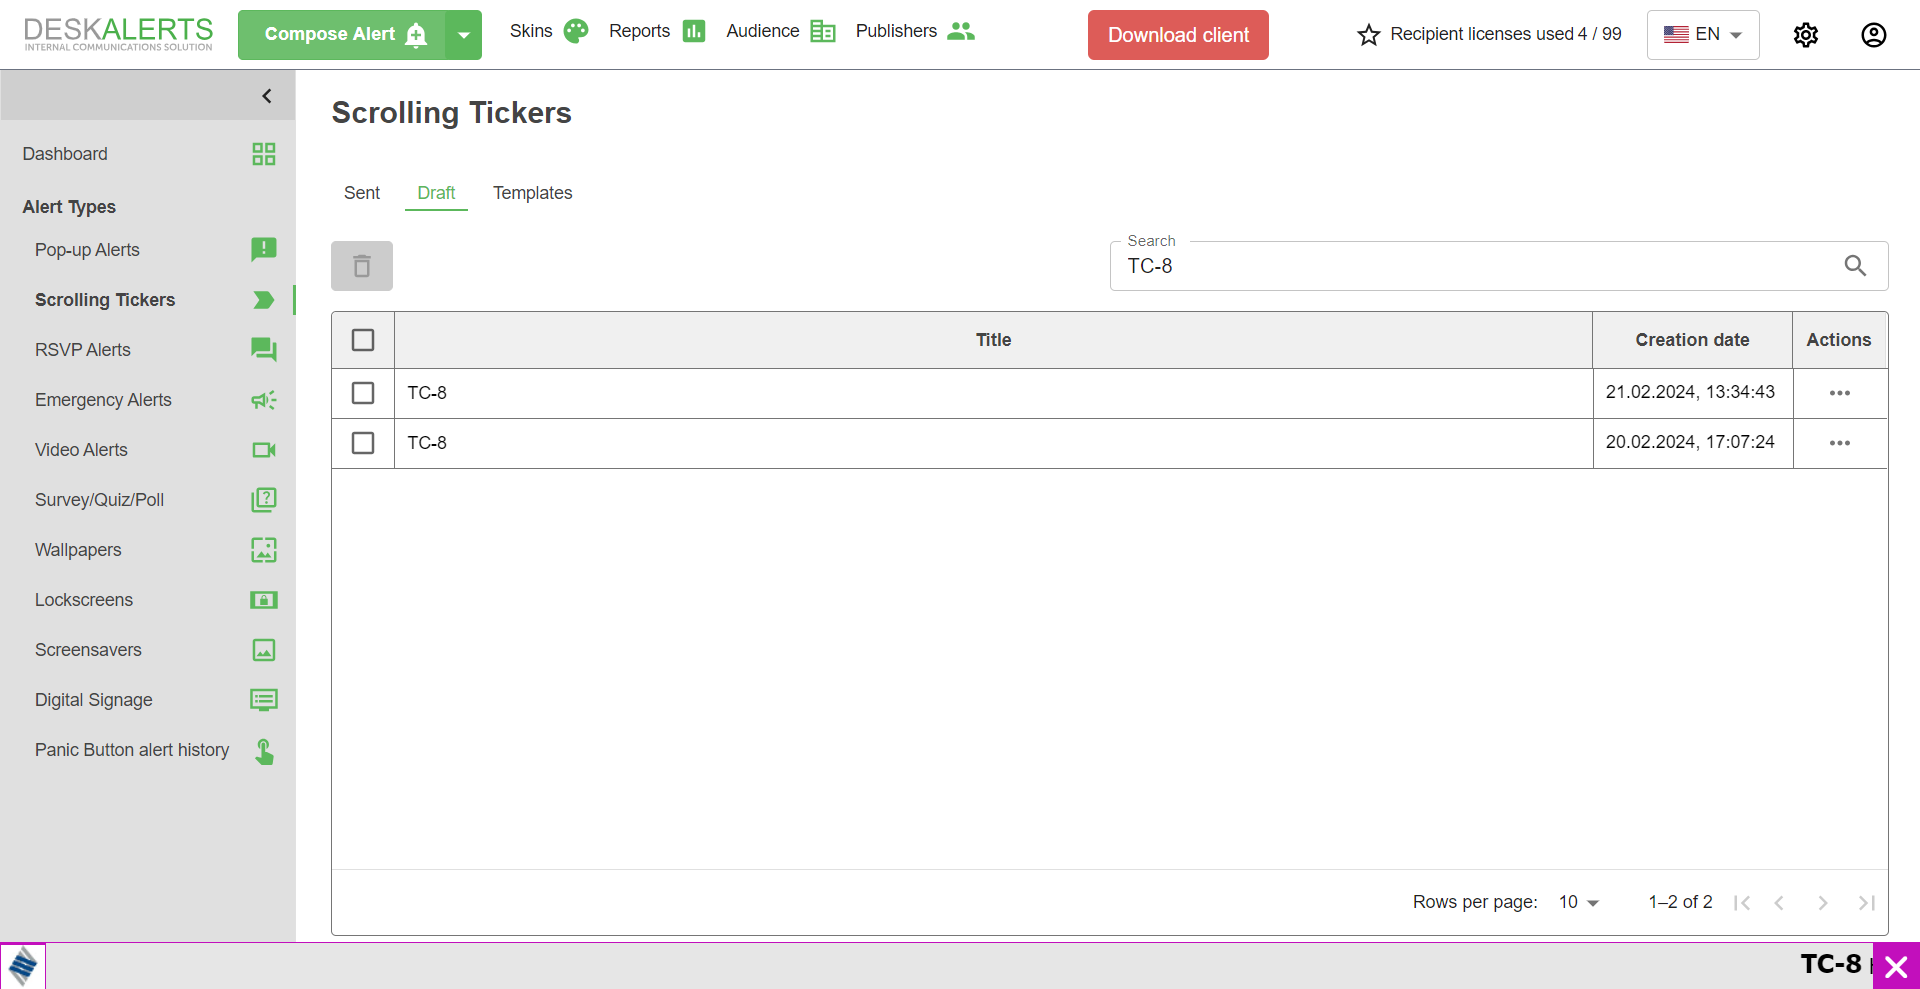 DESKALERTS
INTERNAL COMMUNICATIONS SOLUTION
Compose Alert
Skins
Reports
Audience
Publishers
Download client
Recipient licenses used 4 / 99
EN
Dashboard
Alert Types
Pop-up Alerts
Scrolling Tickers
RSVP Alerts
Emergency Alerts
Video Alerts
Survey/Quiz/Poll
Wallpapers
Lockscreens
Screensavers
Digital Signage
Panic Button alert history
Scrolling Tickers
Sent
Draft
Templates
Search
TC-8
Title
Creation date
Actions
TC-8
21.02.2024, 13:34:43
TC-8
20.02.2024, 17:07:24
Rows per page:
10
1–2 of 2
TC-8